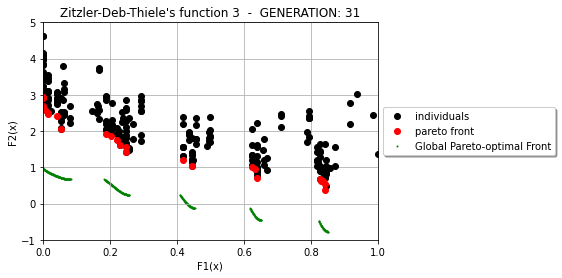 Zitzler-Deb-Thiele's function 3 - GENERATION: 31
5
4
3
2
1
0
−1
F2(x)
0.0 0.2 0.4 0.6 0.8 1.0
F1(x)
individuals
pareto front
Global Pareto-optimal Front